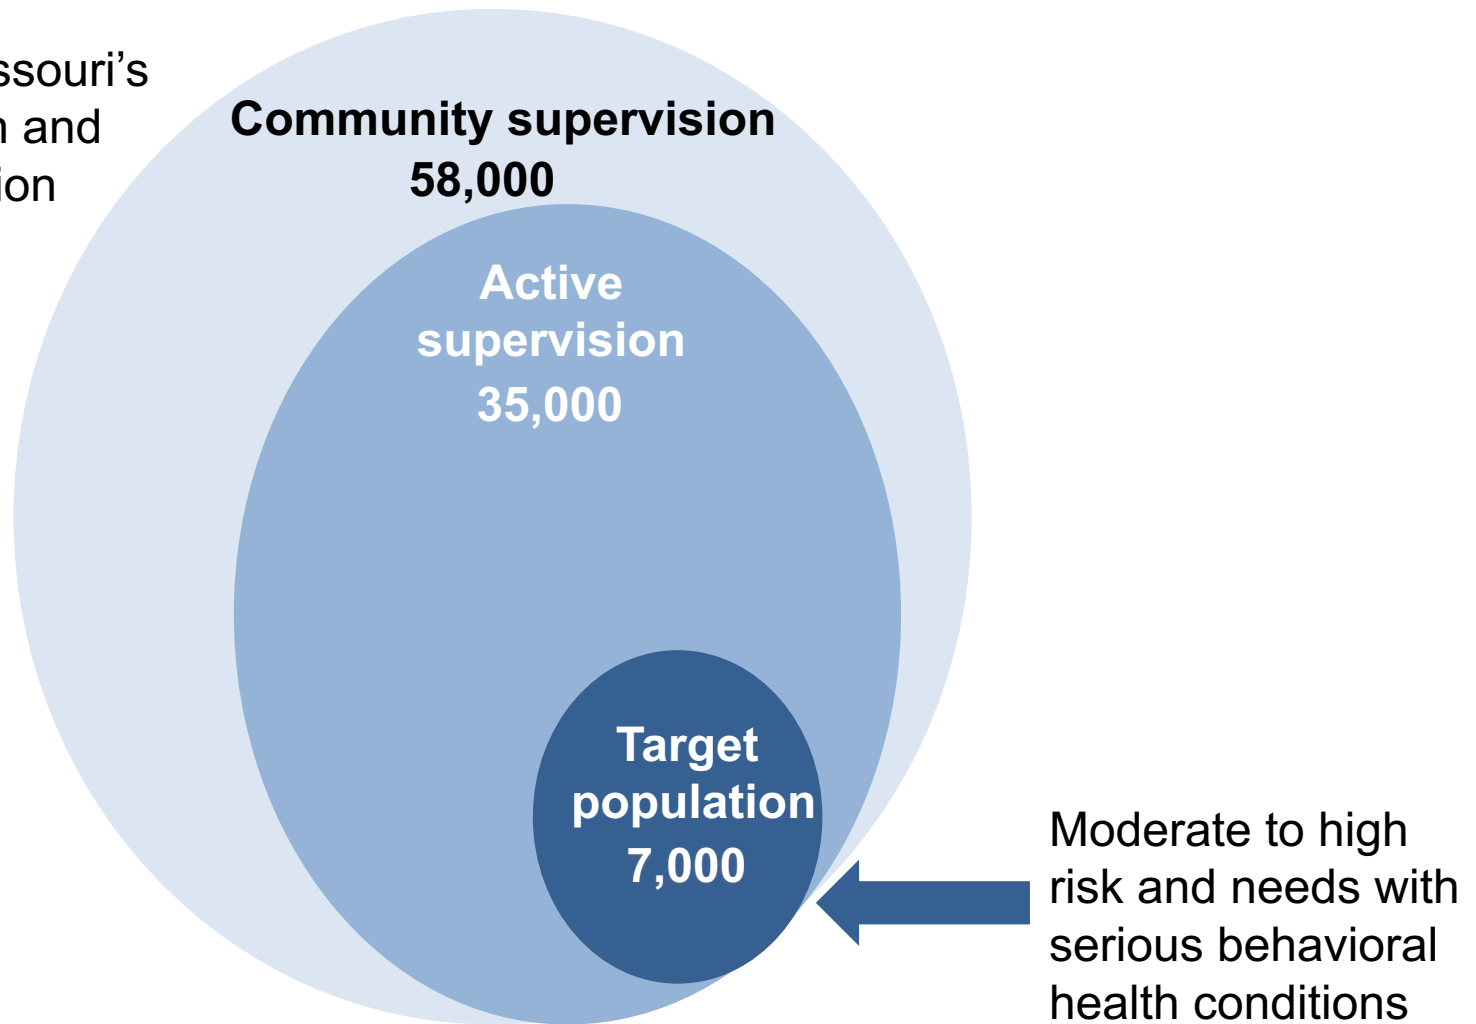 ssouri’s
and
Community supervision
58,000
Active
supervision
35,000
Target
population
7,000
Moderate to high
risk and needs with
serious behavioral
health conditions